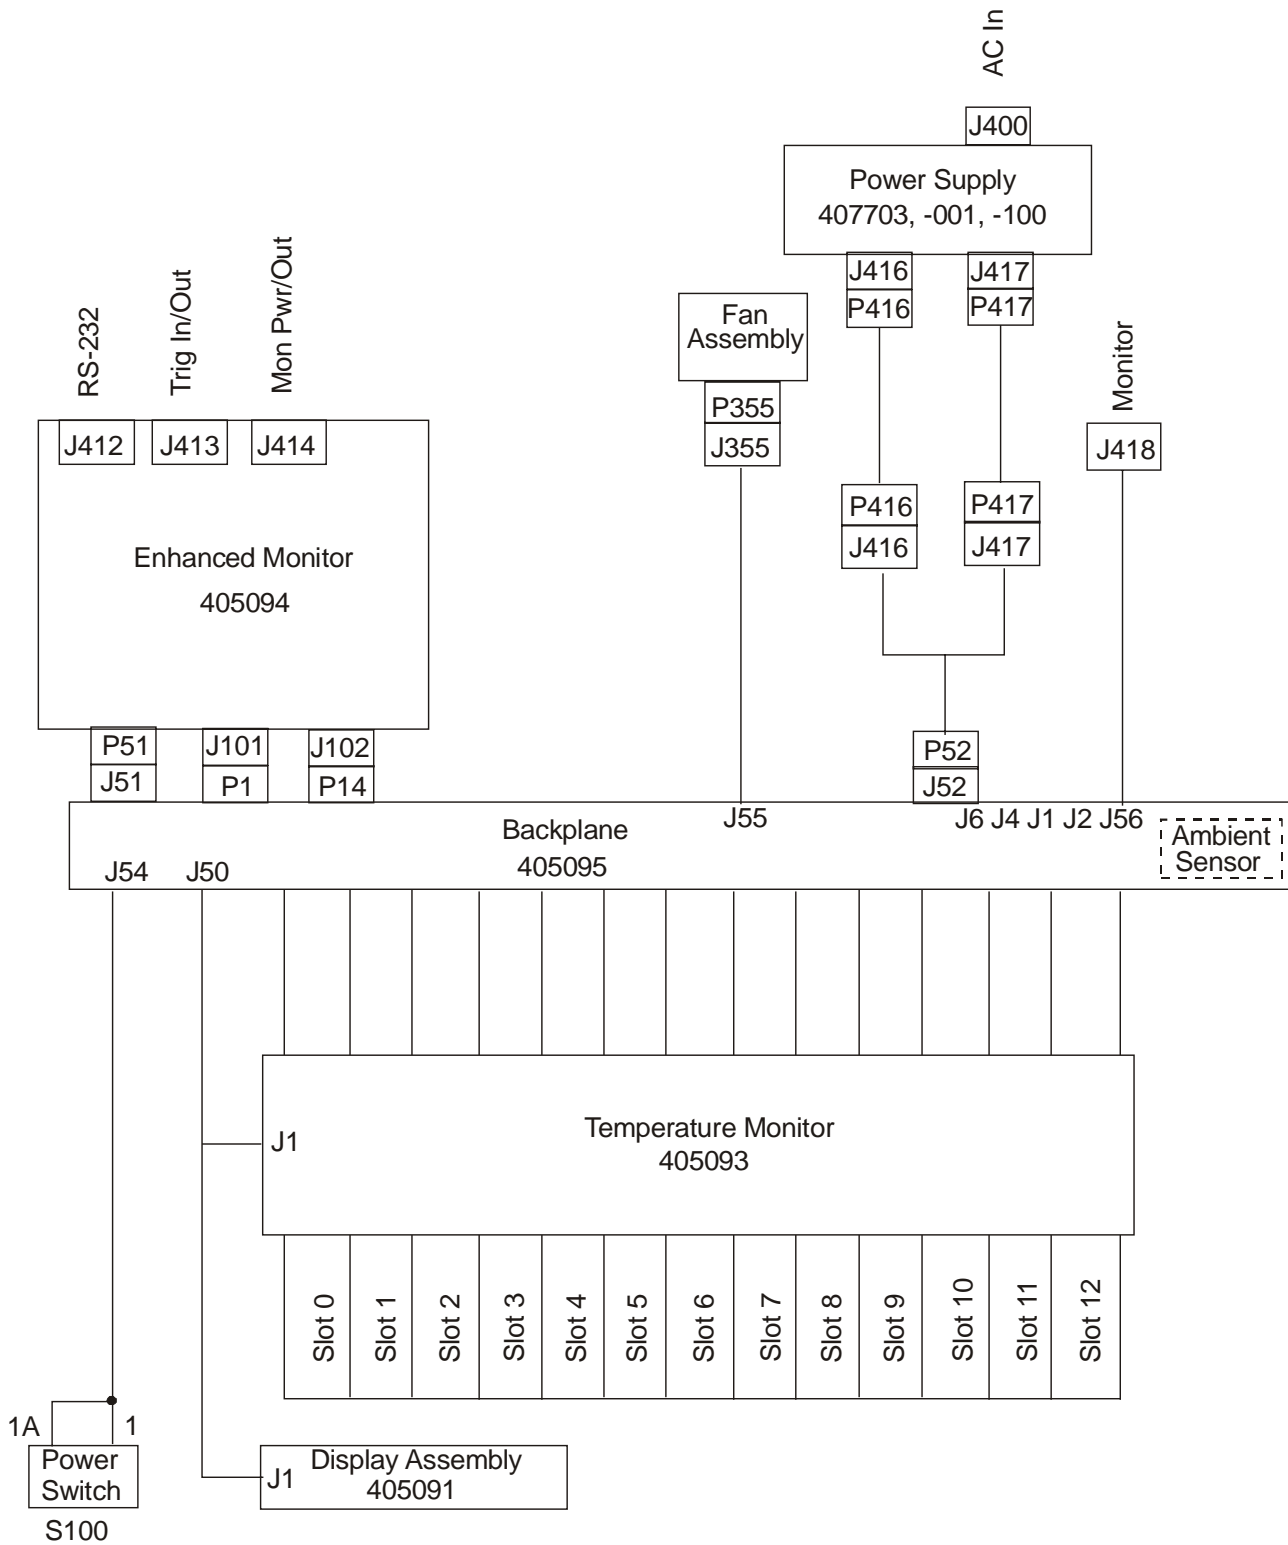 AC In
J400
Power Supply
407703, -001, -100
J416
J417
P416
P417
RS-232
Trig In/Out
Mon Pwr/Out
Fan
Assembly
P355
J355
Monitor
J412
J413
J414
J418
P416
P417
J416
J417
Enhanced Monitor
405094
P51
J101
J102
P52
J51
P1
P14
J52
Backplane
405095
J55
J6 J4 J1 J2 J56
Ambient
Sensor
J54
J50
J1
Temperature Monitor
405093
Slot 0
Slot 1
Slot 2
Slot 3
Slot 4
Slot 5
Slot 6
Slot 7
Slot 8
Slot 9
Slot 10
Slot 11
Slot 12
1A
1
Power
Switch
S100
J1
Display Assembly
405091